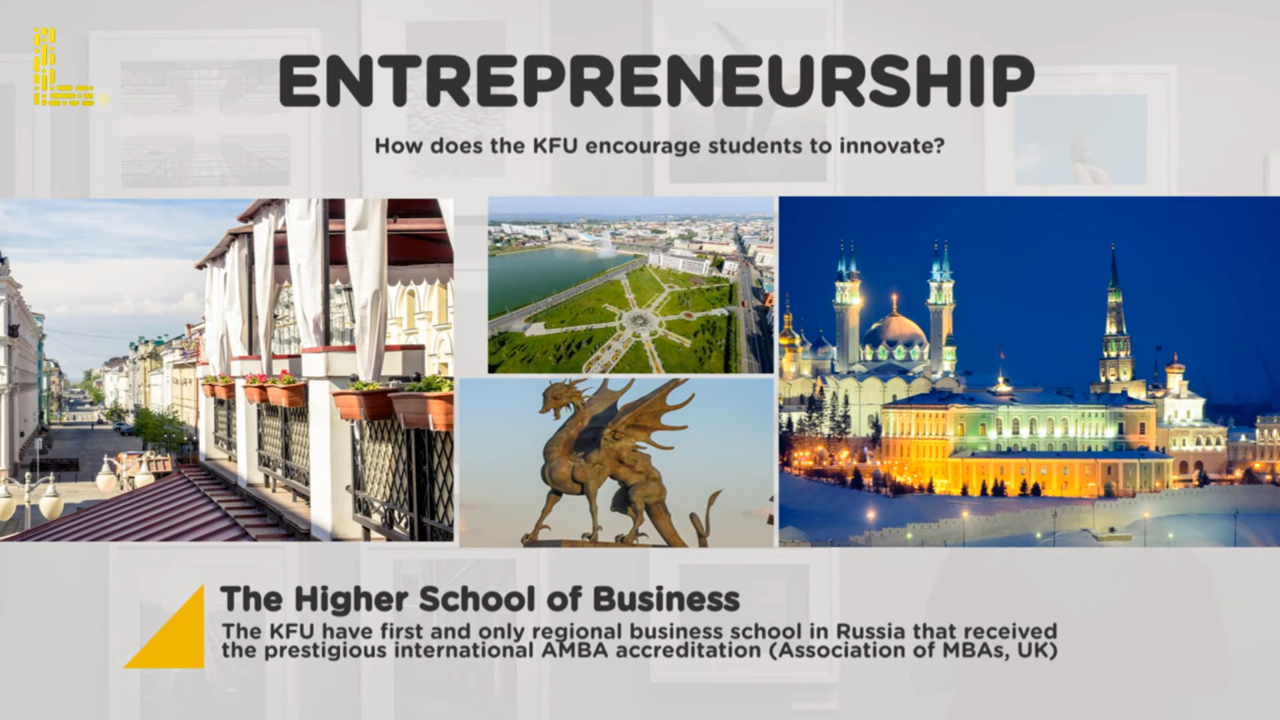 ENTREPRENEURSHIP
How does the KFU encourage students to innovate?
The Higher School of Business
The KFU have first and only regional business school in Russia that received
the prestigious international AMBA accreditation (Association of MBAs, UK)